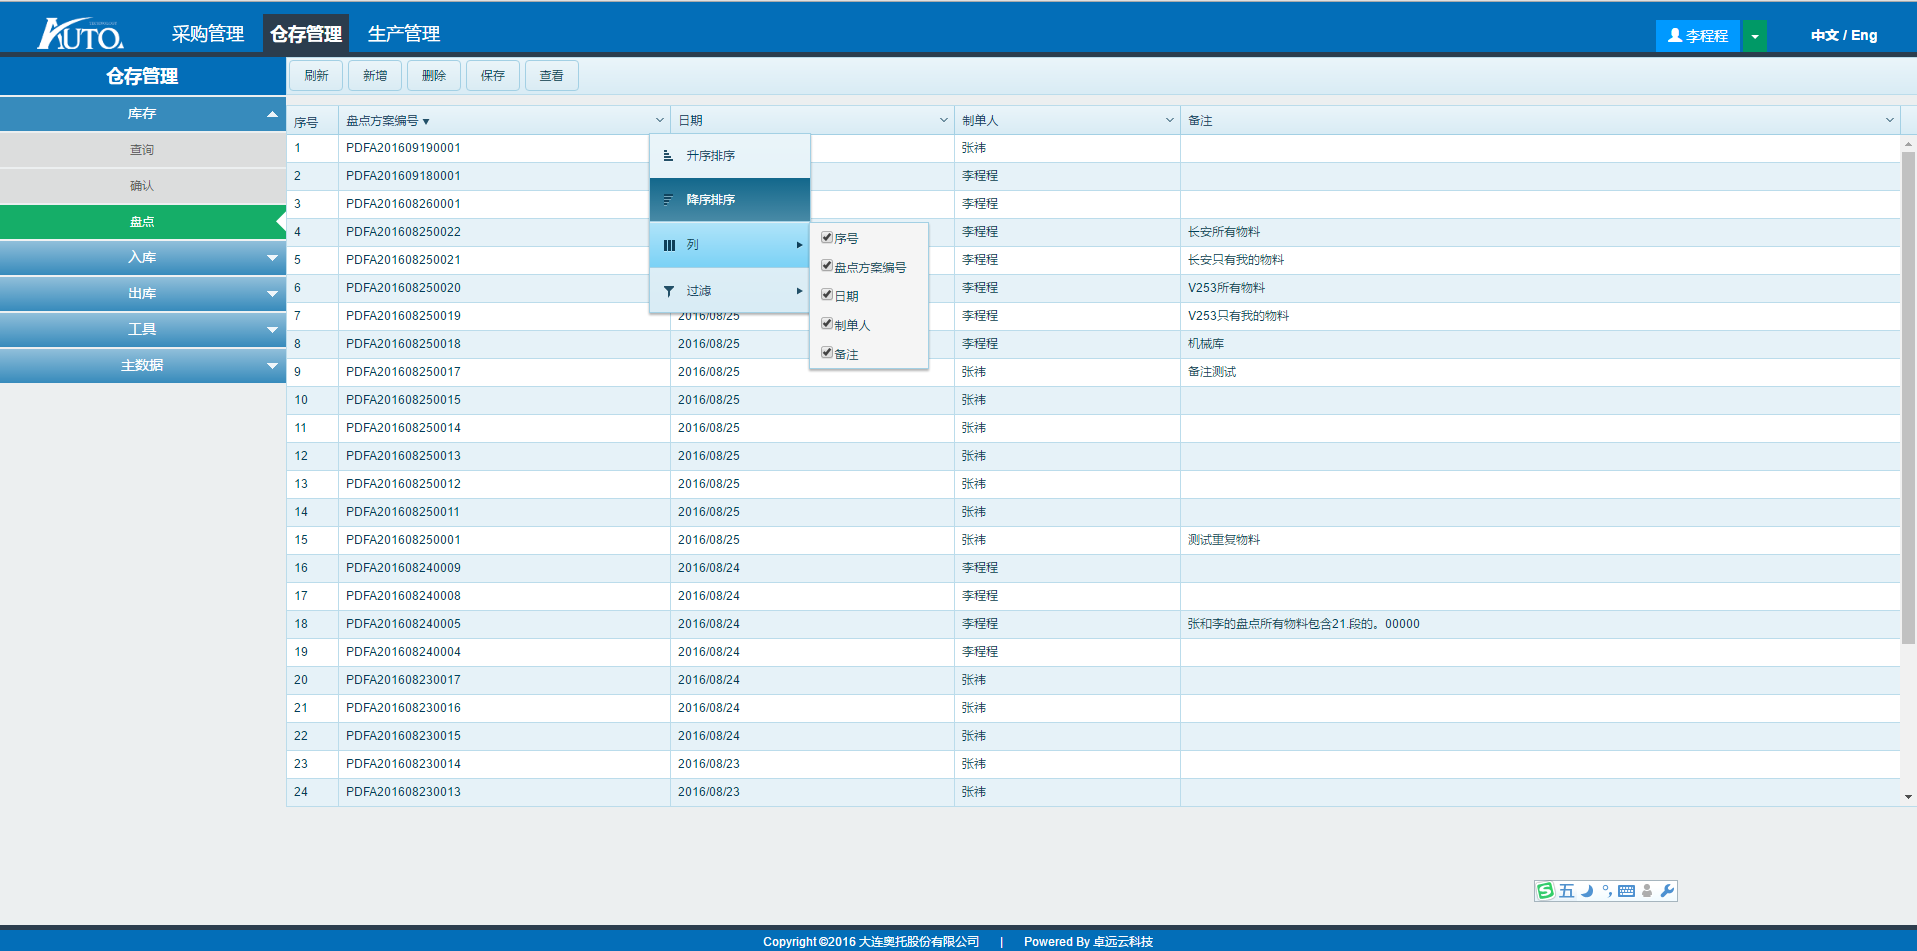 AUTO.
采购管理 仓存管理 生产管理
李程程 中文 / Eng
仓存管理
库存
查询
确认
盘点
入库
出库
工具
主数据
刷新 新增 删除 保存 查看
序号 盘点方案编号 日期 制单人 备注
1 PDFA201609190001 张祎
2 PDFA201609180001 李程程
3 PDFA201608260001 李程程
4 PDFA201608250022 李程程 长安所有物料
5 PDFA201608250021 李程程 长安只有我的物料
6 PDFA201608250020 李程程 V253所有物料
7 PDFA201608250019 2016/08/25 李程程 V253只有我的物料
8 PDFA201608250018 2016/08/25 李程程 机械库
9 PDFA201608250017 2016/08/25 张祎 备注测试
10 PDFA201608250015 2016/08/25 张祎
11 PDFA201608250014 2016/08/25 张祎
12 PDFA201608250013 2016/08/25 张祎
13 PDFA201608250012 2016/08/25 张祎
14 PDFA201608250011 2016/08/25 张祎
15 PDFA201608250001 2016/08/25 张祎 测试重复物料
16 PDFA201608240009 2016/08/24 李程程
17 PDFA201608240008 2016/08/24 李程程
18 PDFA201608240005 2016/08/24 李程程 张和李的盘点所有物料包含21.段的。00000
19 PDFA201608240004 2016/08/24 李程程
20 PDFA201608230017 2016/08/24 张祎
21 PDFA201608230016 2016/08/24 张祎
22 PDFA201608230015 2016/08/24 张祎
23 PDFA201608230014 2016/08/23 张祎
24 PDFA201608230013 2016/08/23 张祎
升序排序
降序排序
列
过滤
序号
盘点方案编号
日期
制单人
备注
五
Copyright ©2016 大连奥托股份有限公司 | Powered By 卓远云科技